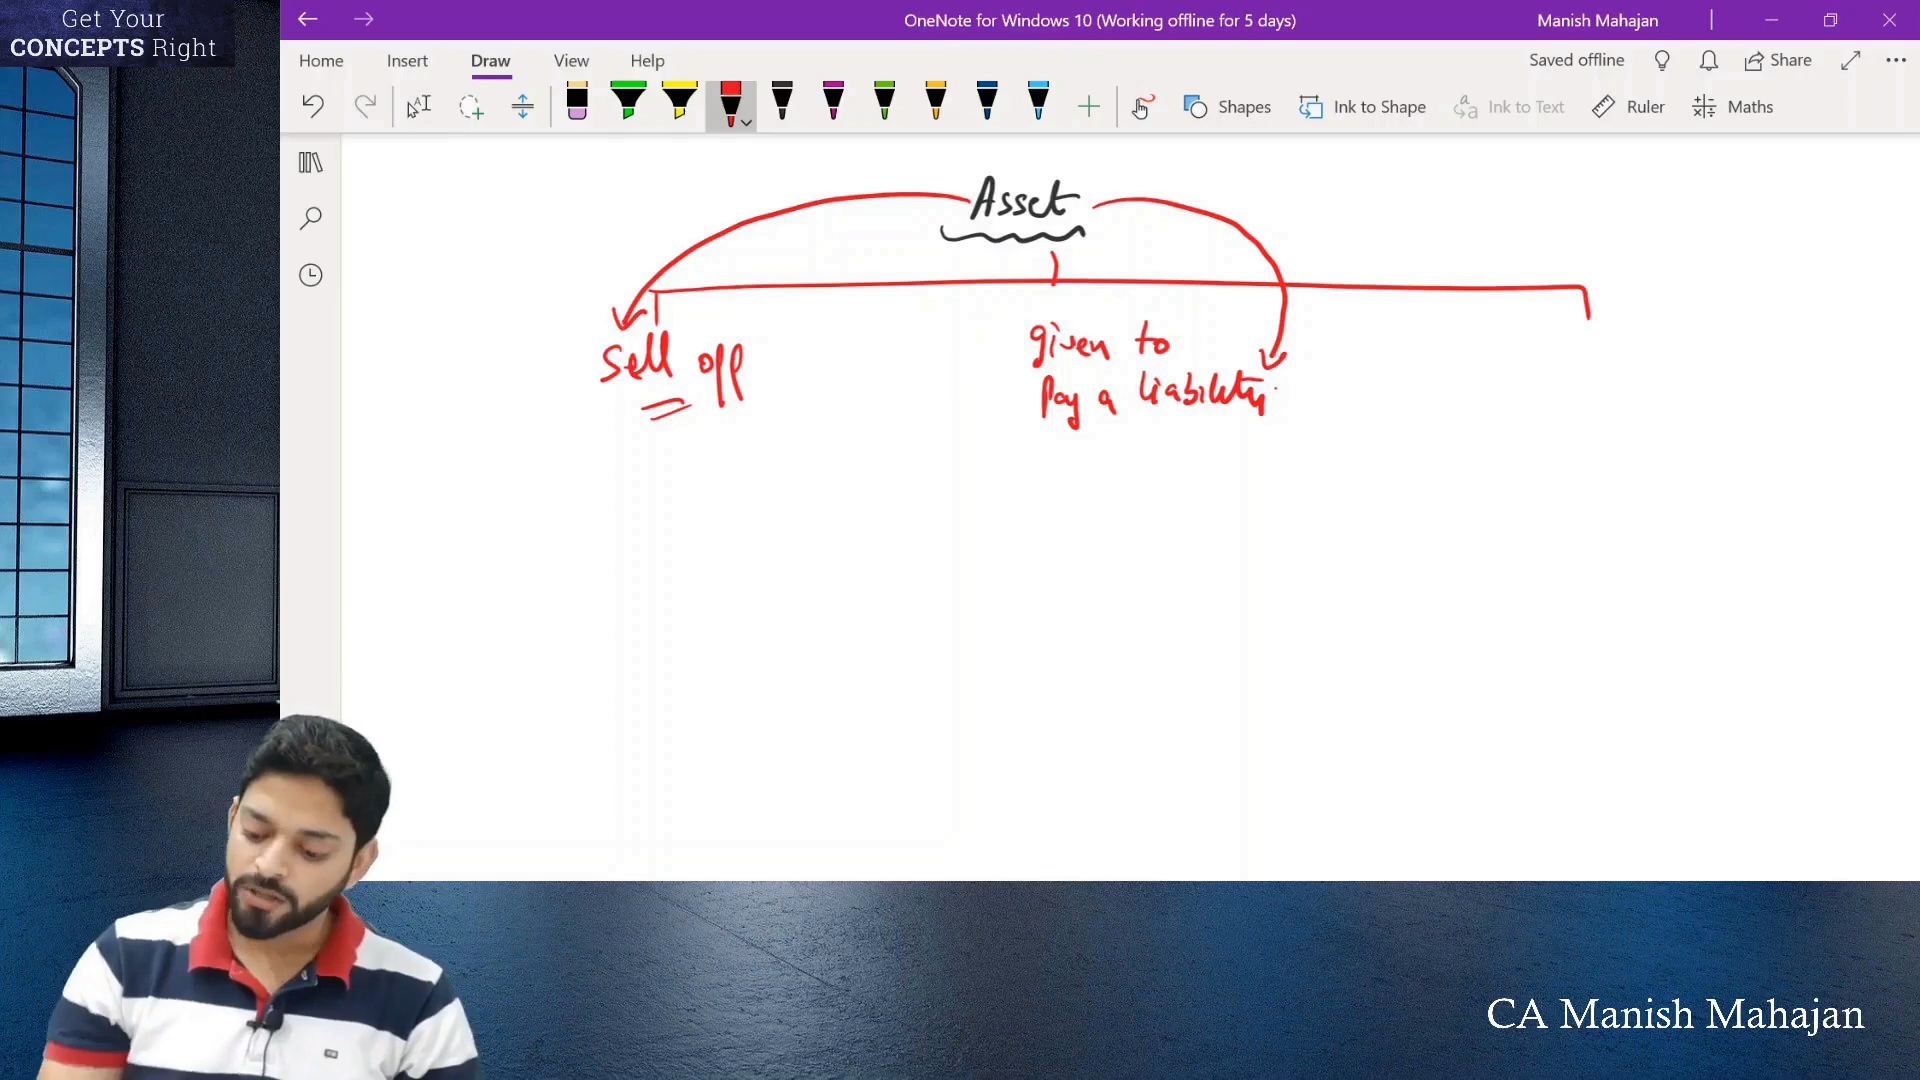 Get Your
CONCEPTS Right
OneNote for Windows 10 (Working offline for 5 days)
Manish Mahajan
Home Insert Draw View Help
Saved offline
Share
Shapes
Ink to Shape
Ink to Text
Ruler
Maths
Asset
Sell off
given to
Pay a liability
CA Manish Mahajan